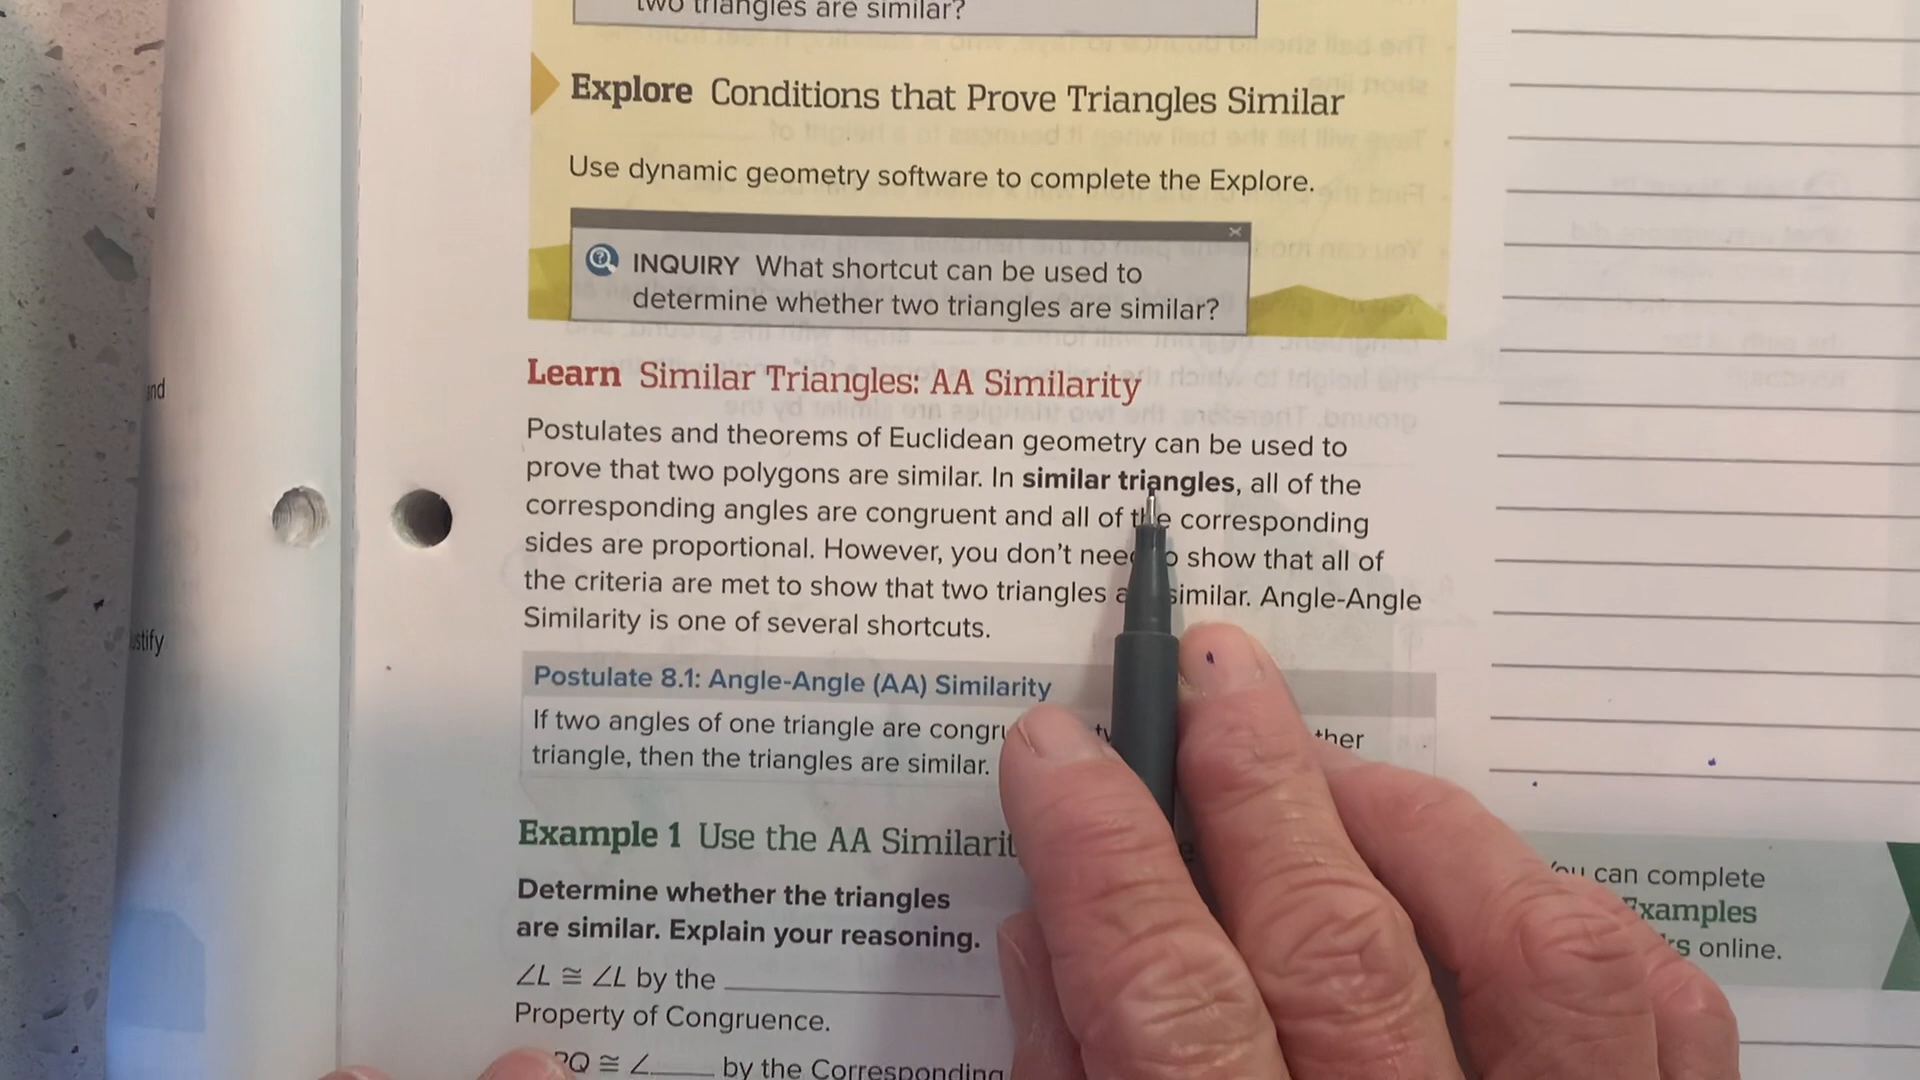 two triangles are similar?
Explore Conditions that Prove Triangles Similar
Use dynamic geometry software to complete the Explore.
INQUIRY What shortcut can be used to
determine whether two triangles are similar?
Learn Similar Triangles: AA Similarity
Postulates and theorems of Euclidean geometry can be used to
prove that two polygons are similar. In similar triangles, all of the
corresponding angles are congruent and all of the corresponding
sides are proportional. However, you don't need to show that all of
the criteria are met to show that two triangles are similar. Angle-Angle
Similarity is one of several shortcuts.
Postulate 8.1: Angle-Angle (AA) Similarity
If two angles of one triangle are
triangle, then the triangles are similar.
Example 1 Use the AA
Determine whether the triangles
are similar. Explain your reasoning.
∠L ≅ ∠L by the
Property of Congruence.
≅ ∠ by the Corresponding
can complete
online.